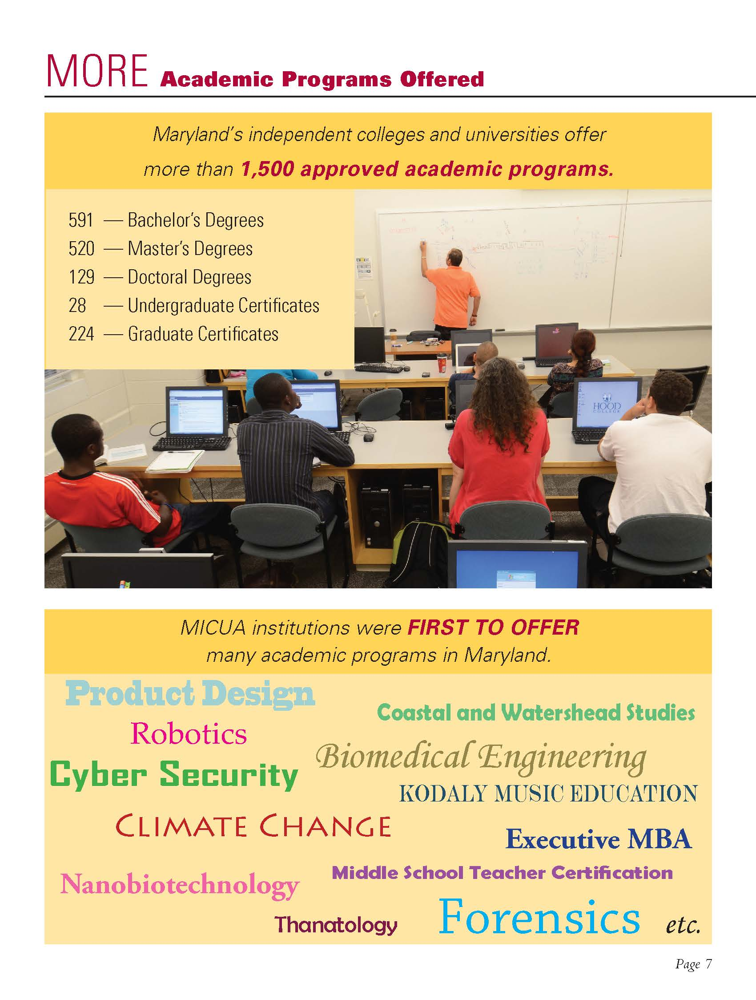 MORE Academic Programs Offered
Maryland's independent colleges and universities offer
more than 1,500 approved academic programs.
591 — Bachelor's Degrees
520 — Master's Degrees
129 — Doctoral Degrees
28 — Undergraduate Certificates
224 — Graduate Certificates
HOOD
COLLEGE
MICUA institutions were FIRST TO OFFER
many academic programs in Maryland.
Product Design
Coastal and Watershead Studies
Robotics
Biomedical Engineering
Cyber Security
KODALY MUSIC EDUCATION
CLIMATE CHANGE
Executive MBA
Middle School Teacher Certification
Nanobiotechnology
Forensics
Thanatology
etc.
Page 7